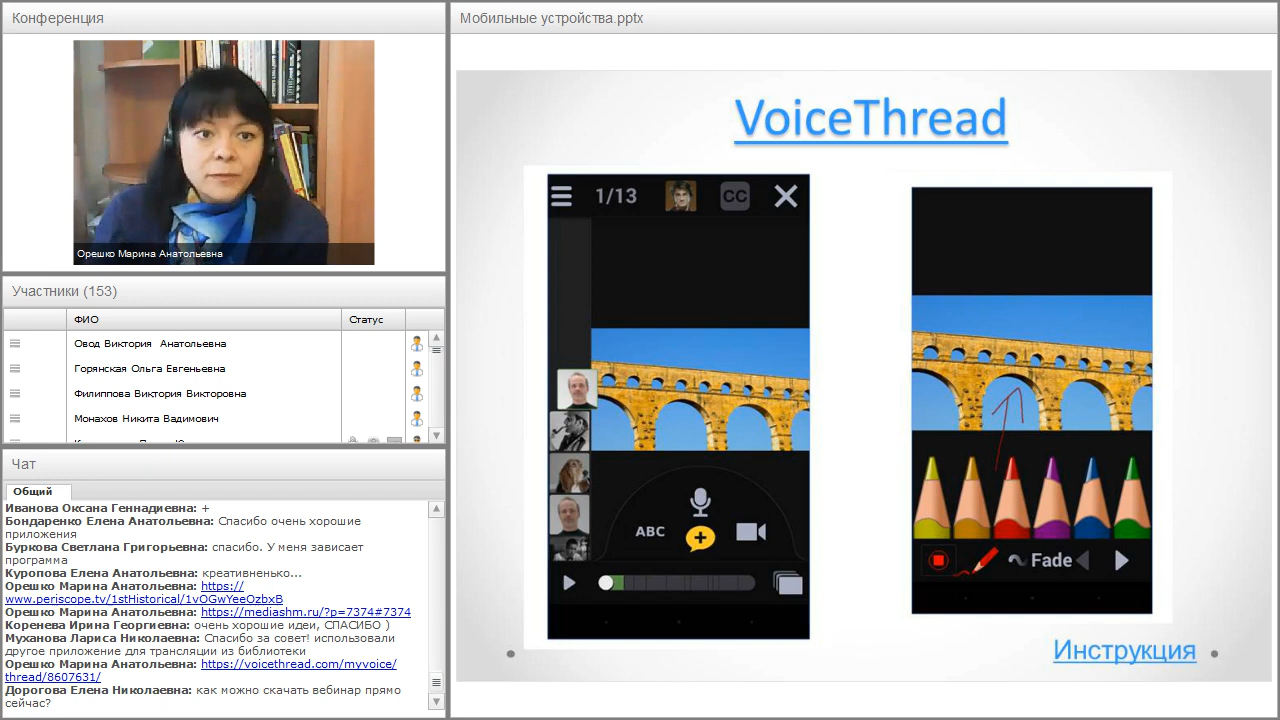 Конференция
Орешко Марина Анатольевна
Участники (153)
ФИО
Статус
Овод Виктория Анатольевна
Горянская Ольга Евгеньевна
Филиппова Виктория Викторовна
Монахов Никита Вадимович
Чат
Общий
Иванова Оксана Геннадиевна: +
Бондаренко Елена Анатольевна: Спасибо очень хорошие
приложения
Буркова Светлана Григорьевна: спасибо. У меня зависает
программа
Куропова Елена Анатольевна: креативненько...
Орешко Марина Анатольевна: https://
www.periscope.tv/1stHistorical/1vOGwYeeOzbxB
Орешко Марина Анатольевна: https://mediashm.ru/?p=7374#7374
Коренева Ирина Георгиевна: очень хорошие идеи, СПАСИБО )
Муханова Лариса Николаевна: Спасибо за совет! использовали
другое приложение для трансляции из библиотеки
Орешко Марина Анатольевна: https://voicethread.com/myvoice/
thread/8607631/
Дорогова Елена Николаевна: как можно скачать вебинар прямо
сейчас?
Мобильные устройства.pptx
VoiceThread
1/13
CC
ABC
Fade
Инструкция